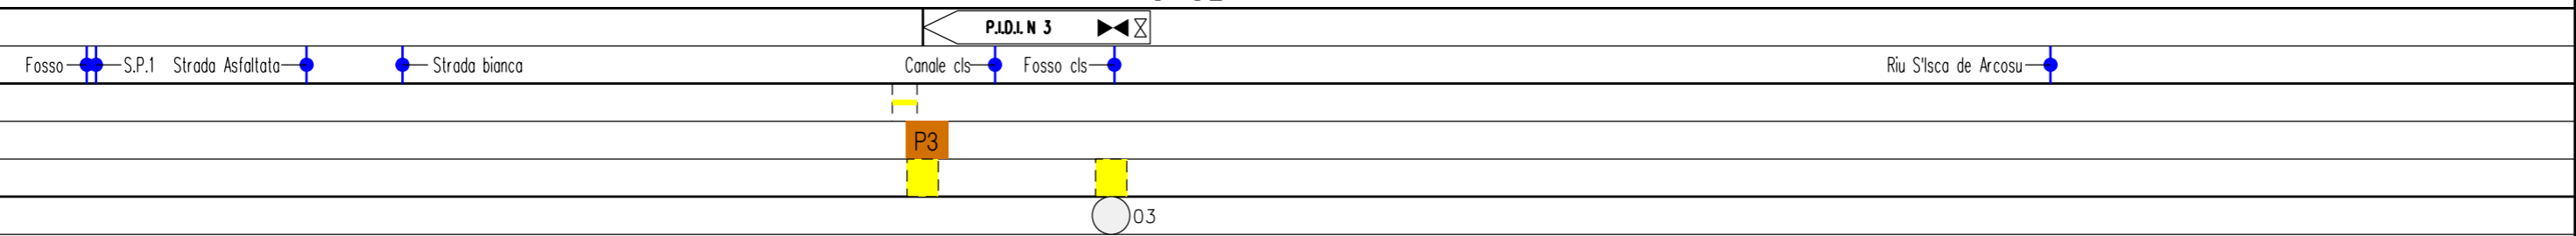 P.I.D.I. N 3
Fosso S.P.1 Strada Asfaltata Strada bianca Canale cls Fosso cls Riu S'Isca de Arcosu
P3
03